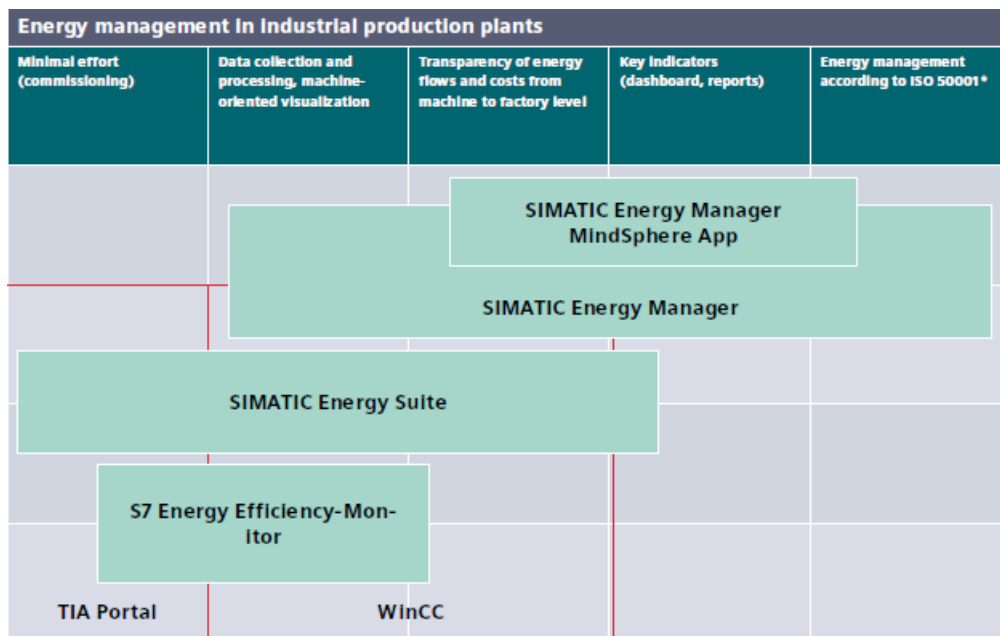 Energy management in industrial production plants
Minimal effort
(commissioning)
Data collection and
processing, machine-
oriented visualization
Transparency of energy
flows and costs from
machine to factory level
Key indicators
(dashboard, reports)
Energy management
according to ISO 50001*
SIMATIC Energy Manager
MindSphere App
SIMATIC Energy Manager
SIMATIC Energy Suite
S7 Energy Efficiency-Mon-
itor
TIA Portal
WinCC